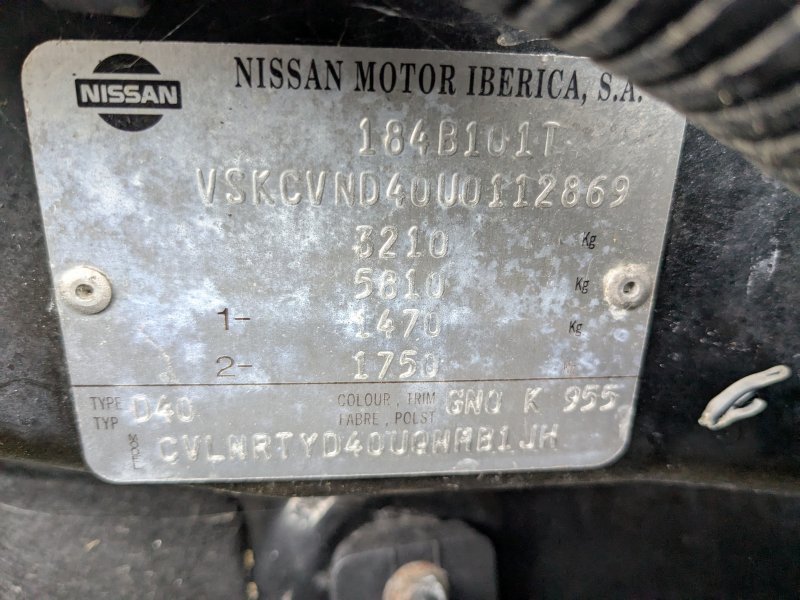 NISSAN
NISSAN MOTOR IBERICA, S.A.
184B101T
VSKCVND40U0112869
3210 Kg
5810 Kg
1- 1470 Kg
2- 1750
TYPE TYP D40 COLOUR, TRIM GN0 K 955
FABRE, POLST
CVLNRTYD40UQWMB1JH